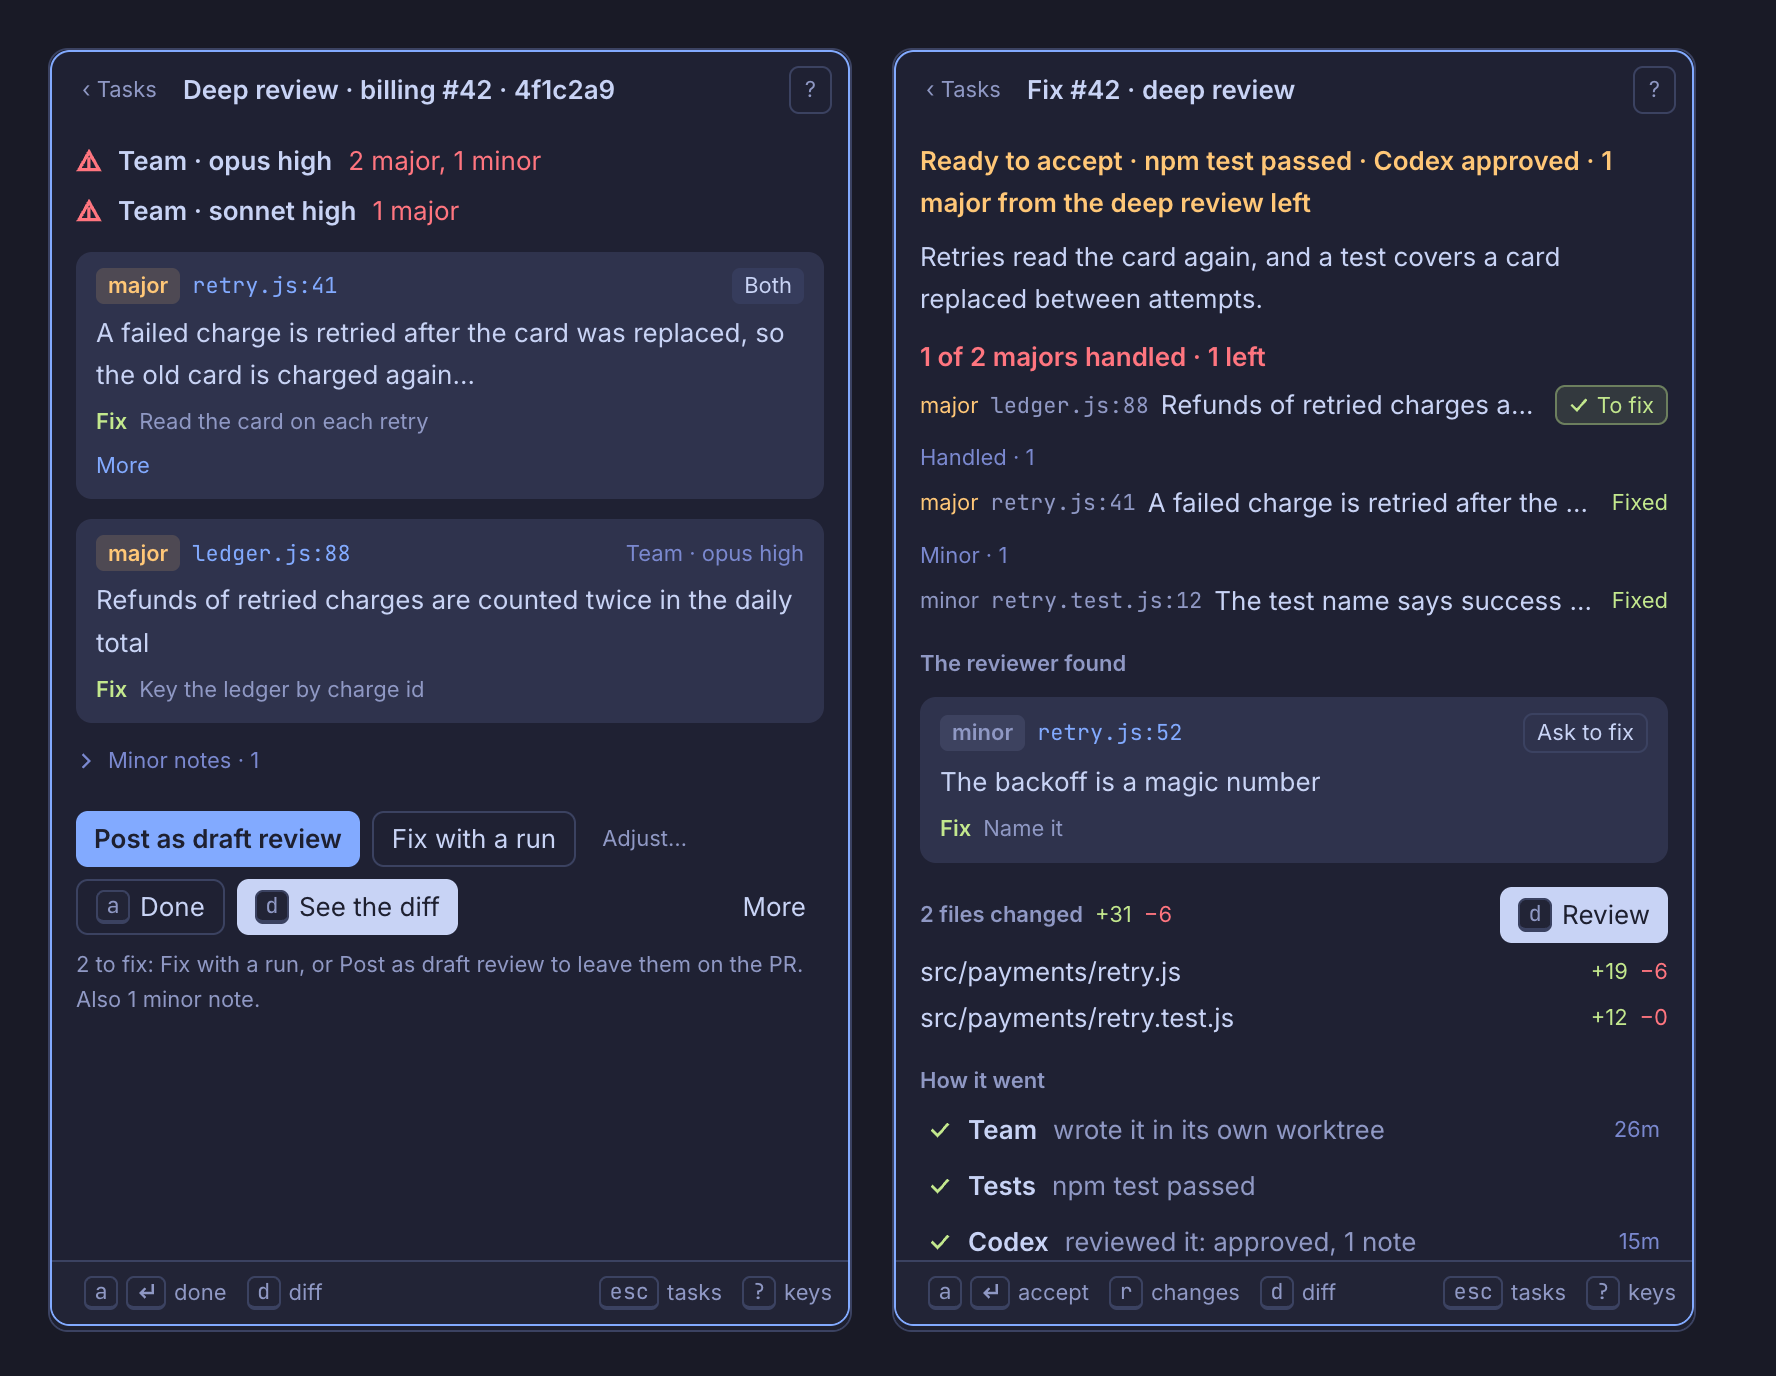 ‹ Tasks Deep review · billing #42 · 4f1c2a9 ?
Team · opus high 2 major, 1 minor
Team · sonnet high 1 major
major retry.js:41 Both
A failed charge is retried after the card was replaced, so
the old card is charged again…
Fix Read the card on each retry
More
major ledger.js:88 Team · opus high
Refunds of retried charges are counted twice in the daily
total
Fix Key the ledger by charge id
Minor notes · 1
Post as draft review Fix with a run Adjust…
a Done d See the diff More
2 to fix: Fix with a run, or Post as draft review to leave them on the PR.
Also 1 minor note.
a ↵ done d diff esc tasks ? keys
‹ Tasks Fix #42 · deep review ?
Ready to accept · npm test passed · Codex approved · 1
major from the deep review left
Retries read the card again, and a test covers a card
replaced between attempts.
1 of 2 majors handled · 1 left
major ledger.js:88 Refunds of retried charges a… ✓ To fix
Handled · 1
major retry.js:41 A failed charge is retried after the … Fixed
Minor · 1
minor retry.test.js:12 The test name says success … Fixed
The reviewer found
minor retry.js:52 Ask to fix
The backoff is a magic number
Fix Name it
2 files changed +31 −6 d Review
src/payments/retry.js +19 −6
src/payments/retry.test.js +12 −0
How it went
✓ Team wrote it in its own worktree 26m
✓ Tests npm test passed
✓ Codex reviewed it: approved, 1 note 15m
a ↵ accept r changes d diff esc tasks ? keys